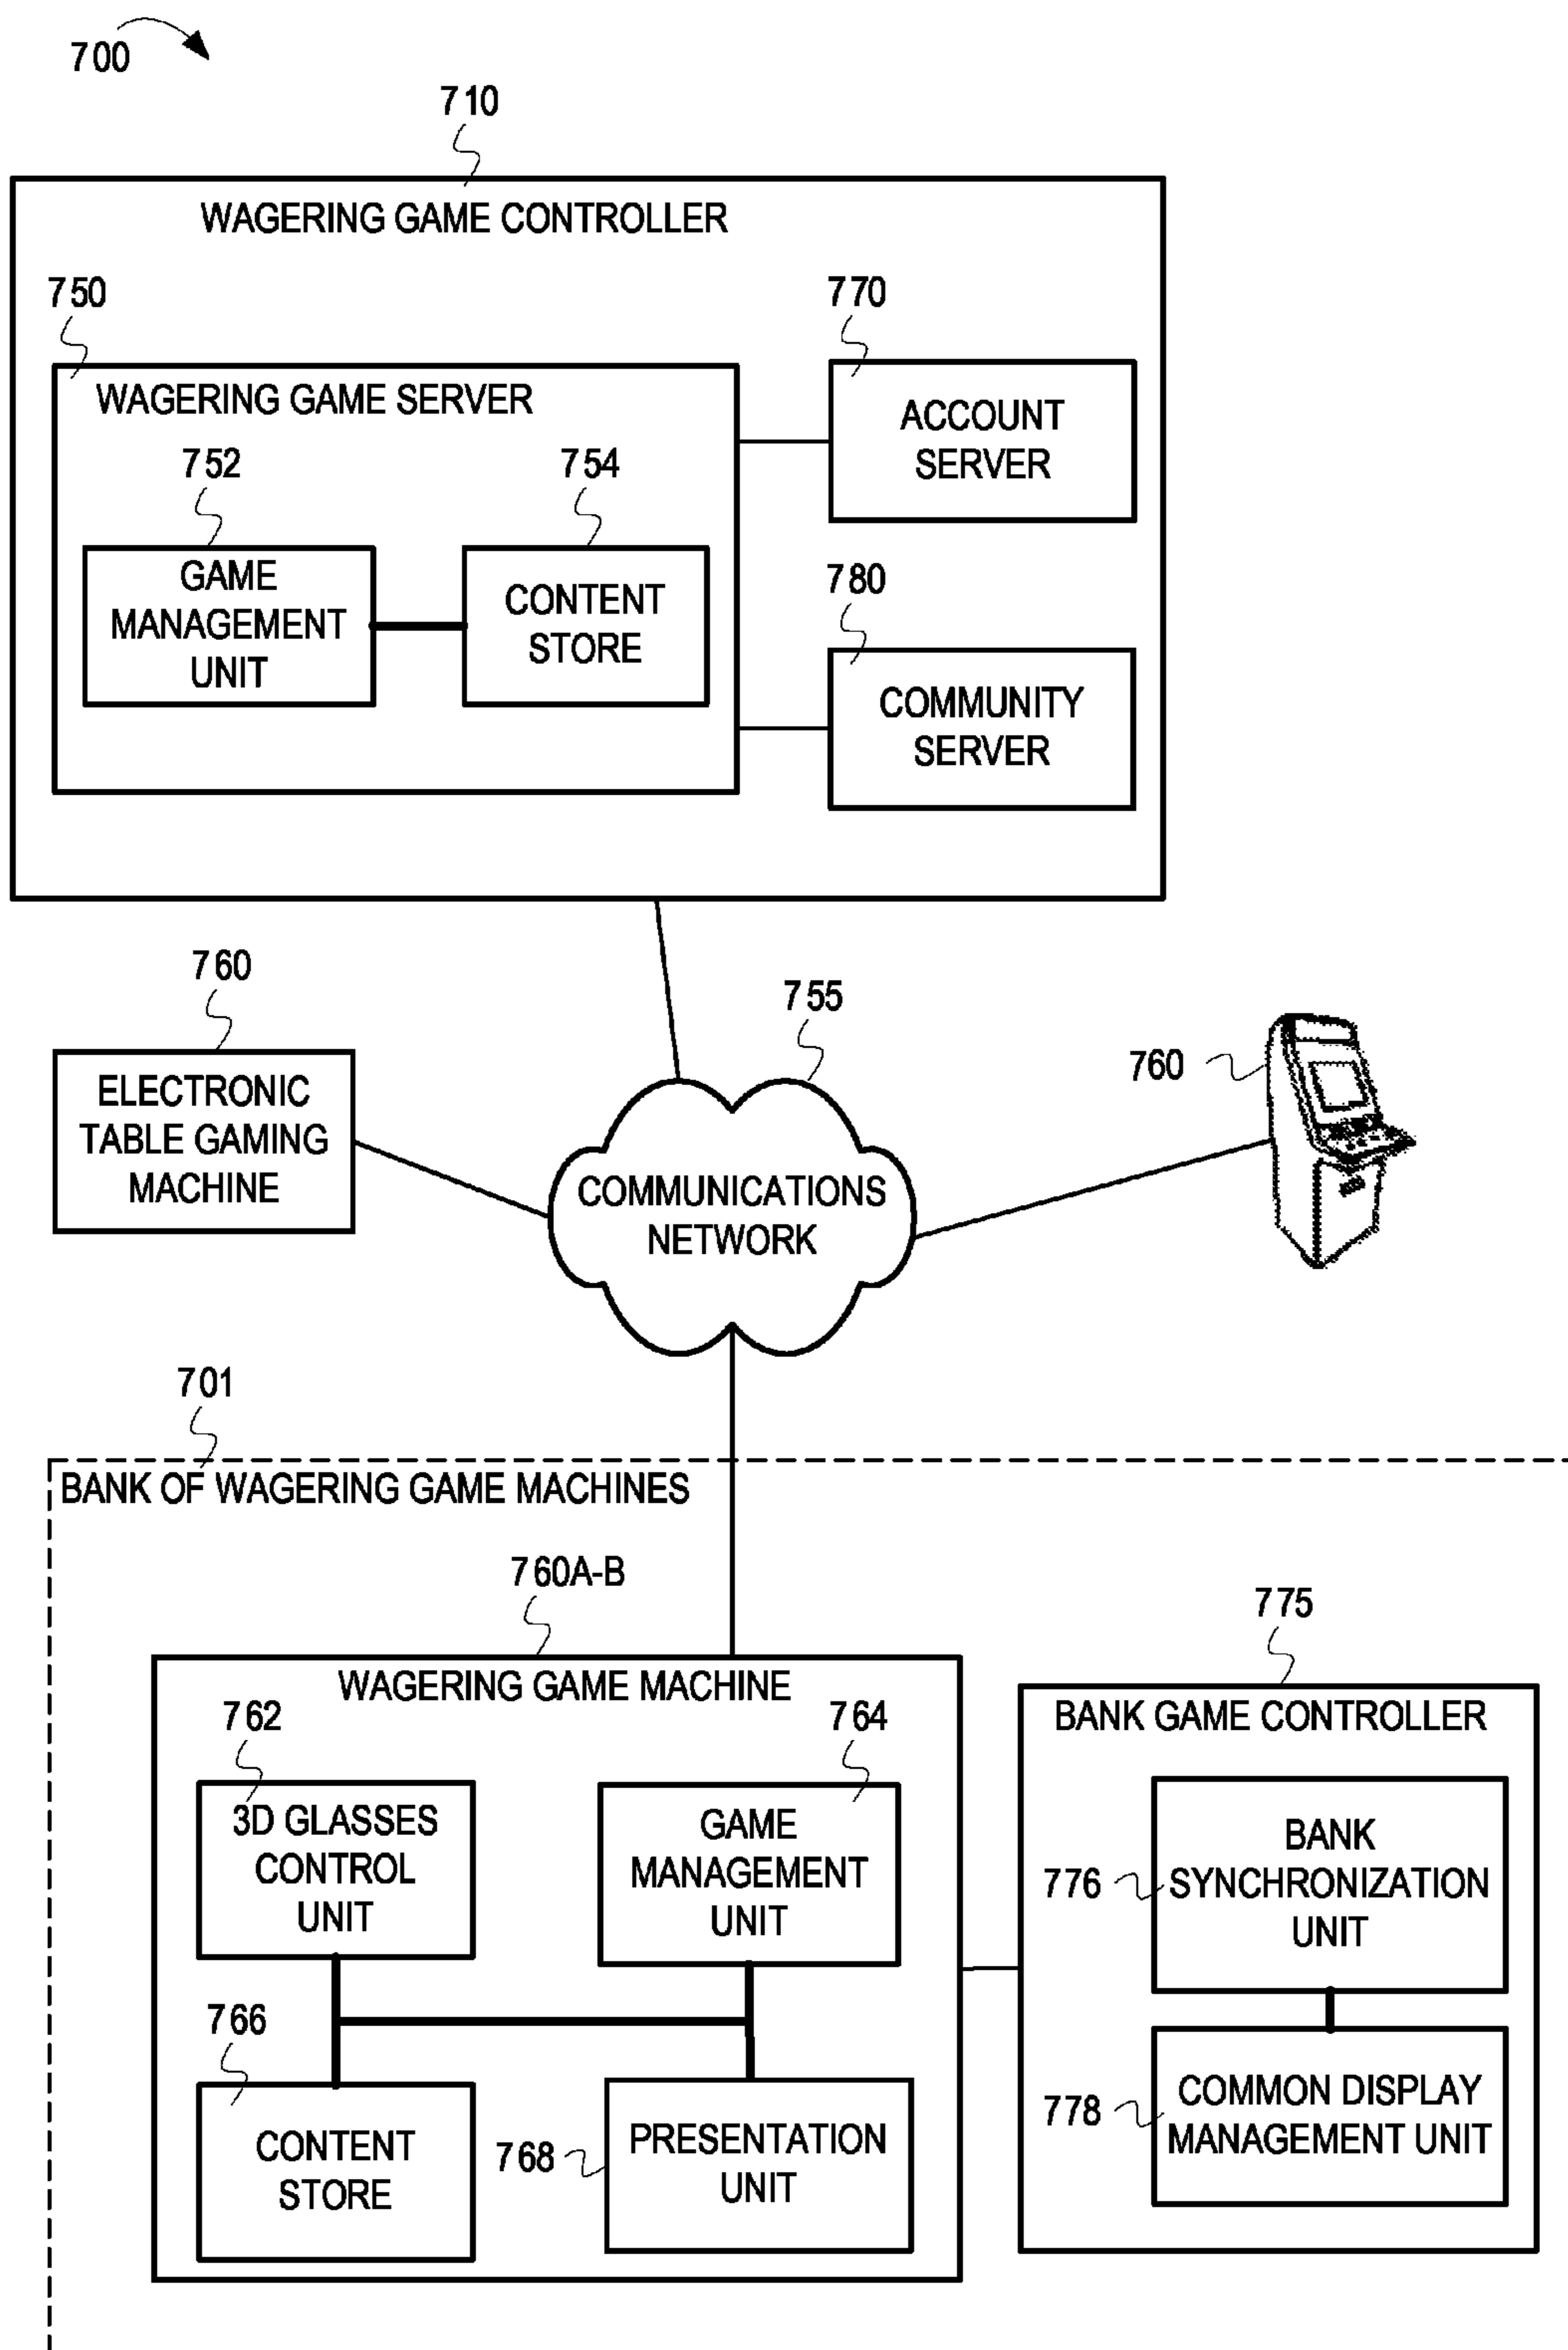 700
710
WAGERING GAME CONTROLLER
750
770
WAGERING GAME SERVER
ACCOUNT
SERVER
752
754
GAME
MANAGEMENT
UNIT
CONTENT
STORE
780
COMMUNITY
SERVER
760
755
760
ELECTRONIC
TABLE GAMING
MACHINE
COMMUNICATIONS
NETWORK
701
BANK OF WAGERING GAME MACHINES
760A-B
775
WAGERING GAME MACHINE
BANK GAME CONTROLLER
762
764
3D GLASSES
CONTROL
UNIT
GAME
MANAGEMENT
UNIT
BANK
SYNCHRONIZATION
UNIT
776
766
768
CONTENT
STORE
PRESENTATION
UNIT
778
COMMON DISPLAY
MANAGEMENT UNIT